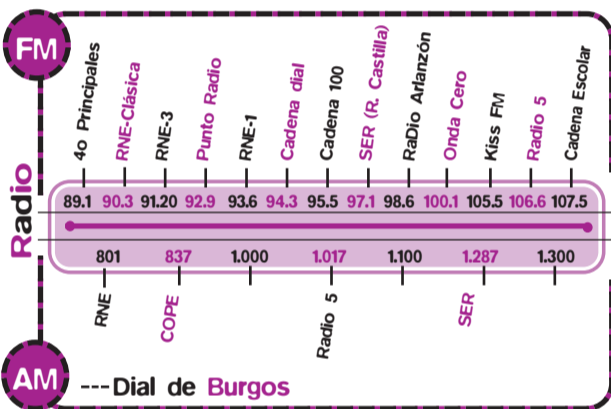 FM
4o Principales
RNE-Clásica
RNE-3
Punto Radio
RNE-1
Cadena dial
Cadena 100
SER (R. Castilla)
RaDio Arlanzón
Onda Cero
Kiss FM
Radio 5
Cadena Escolar
89.1 90.3 91.20 92.9 93.6 94.3 95.5 97.1 98.6 100.1 105.5 106.6 107.5
Radio
801 837 1.000 1.017 1.100 1.287 1.300
RNE
COPE
Radio 5
SER
AM
---Dial de Burgos